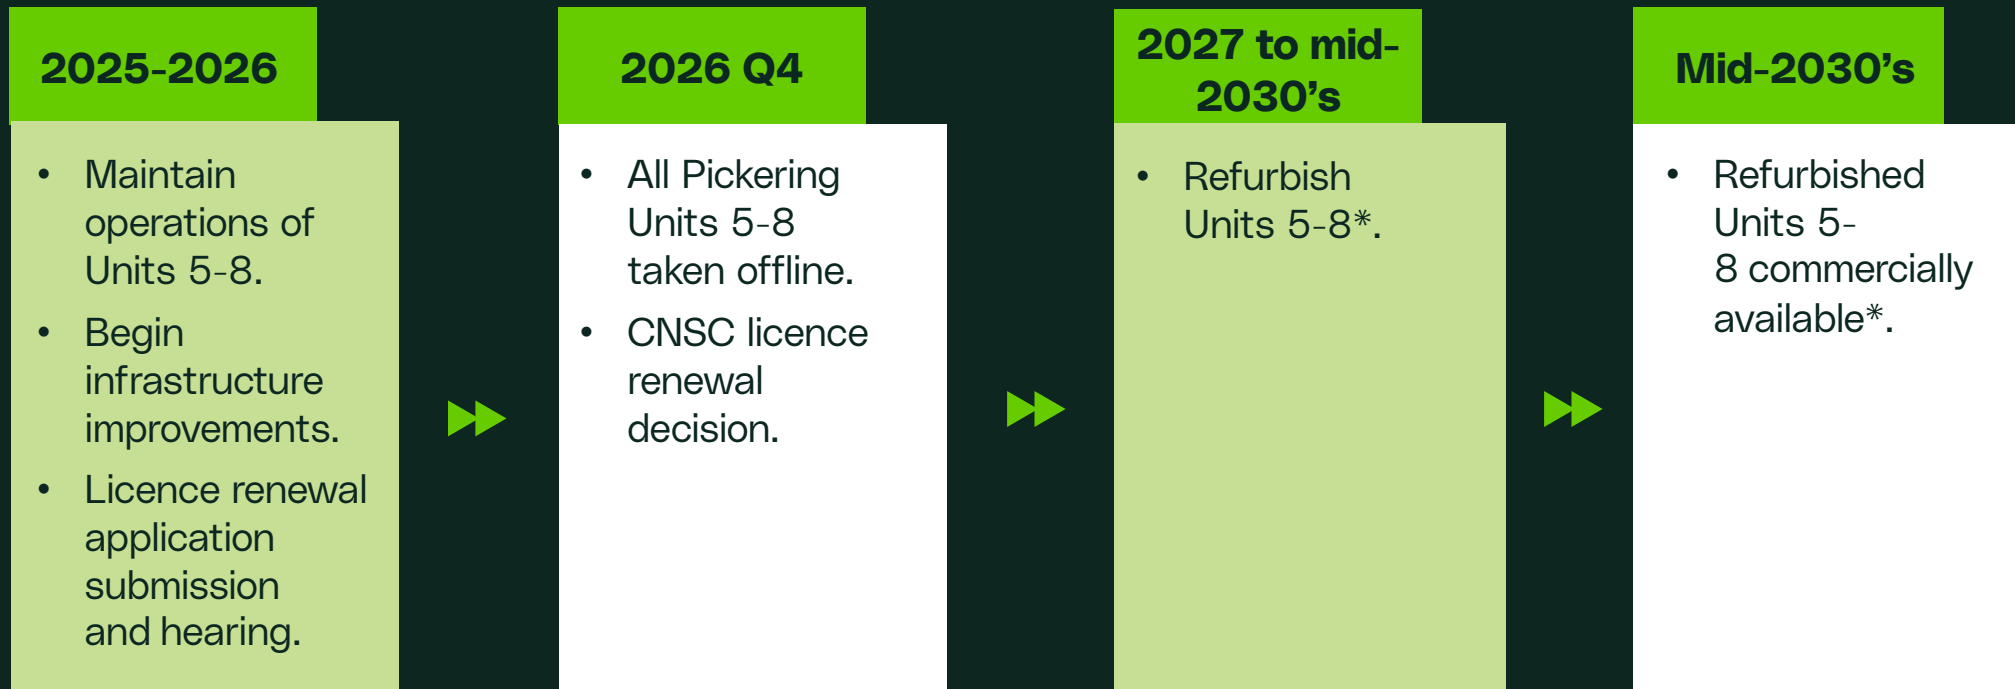 2025-2026
• Maintain
operations of
Units 5-8.
• Begin
infrastructure
improvements.
• Licence renewal
application
submission
and hearing.
2026 Q4
• All Pickering
Units 5-8
taken offline.
• CNSC licence
renewal
decision.
2027 to mid-
2030’s
• Refurbish
Units 5-8*.
Mid-2030’s
• Refurbished
Units 5-
8 commercially
available*.